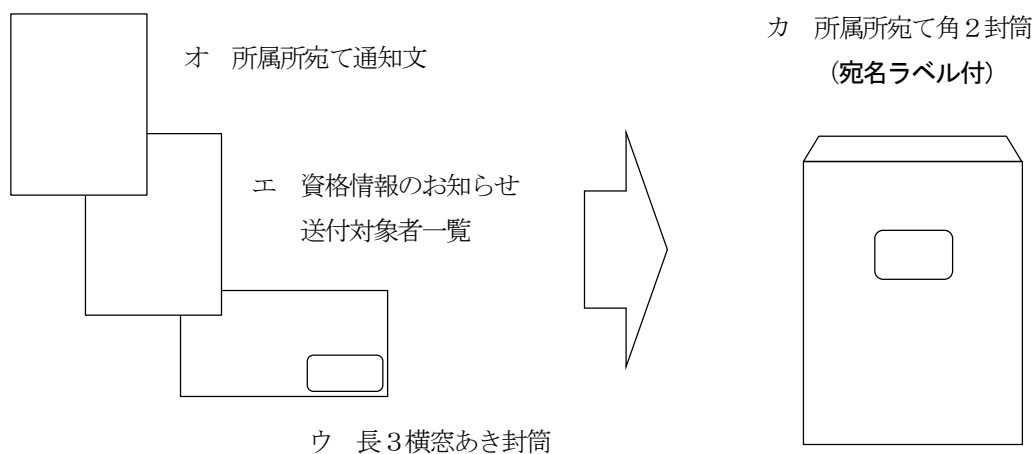 カ　所属所宛て角２封筒
（宛名ラベル付）
オ　所属所宛て通知文
エ　資格情報のお知らせ
送付対象者一覧
ウ　長３横窓あき封筒